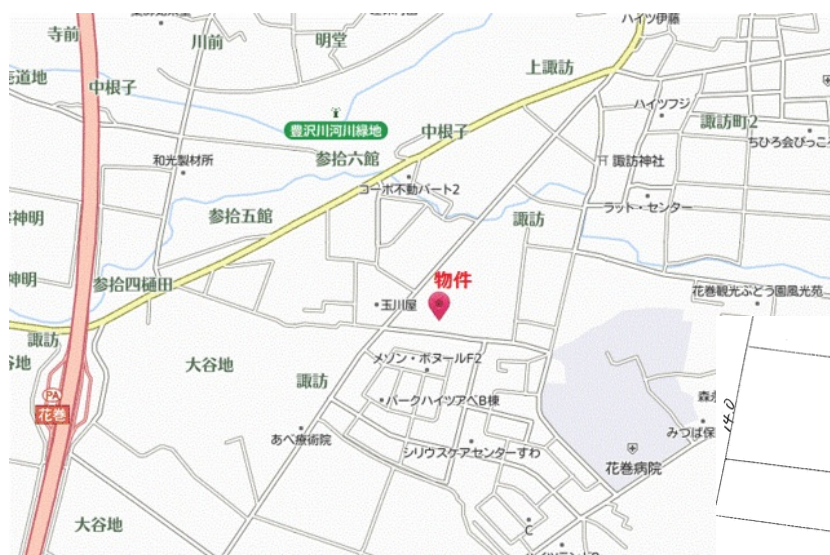 ハイツ伊藤
寺前
川前
明堂
上諏訪
中根子
ハイツフジ
諏訪町2
豊沢川河川緑地
中根子
参拾六館
ちひろ会ぴっころ
和光製材所
諏訪神社
コーポ不動パート2
ラット・センター
参拾五館
諏訪
神明
神明
参拾四樋田
物件
花巻観光ぶどう園風光苑
玉川屋
諏訪
大谷地
メゾン・ボヌールF2
諏訪
PA
花巻
パークハイツアベB棟
14.0
あべ療術院
みつば保
シリウスケアセンターすわ
花巻病院
大谷地
C